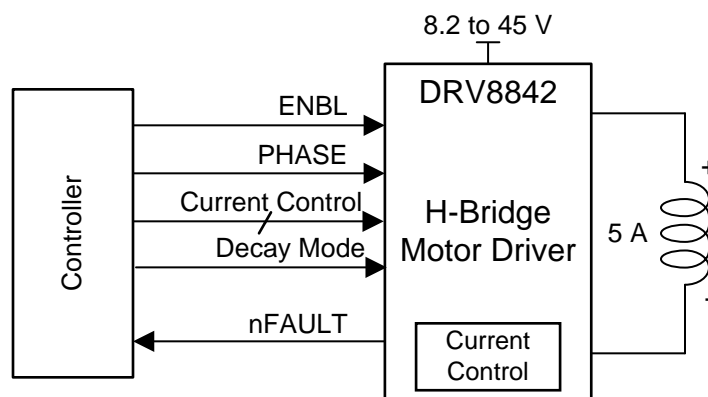 8.2 to 45 V
DRV8842
Controller
ENBL
PHASE
Current Control
Decay Mode
nFAULT
H-Bridge
Motor Driver
Current
Control
5 A
+
-